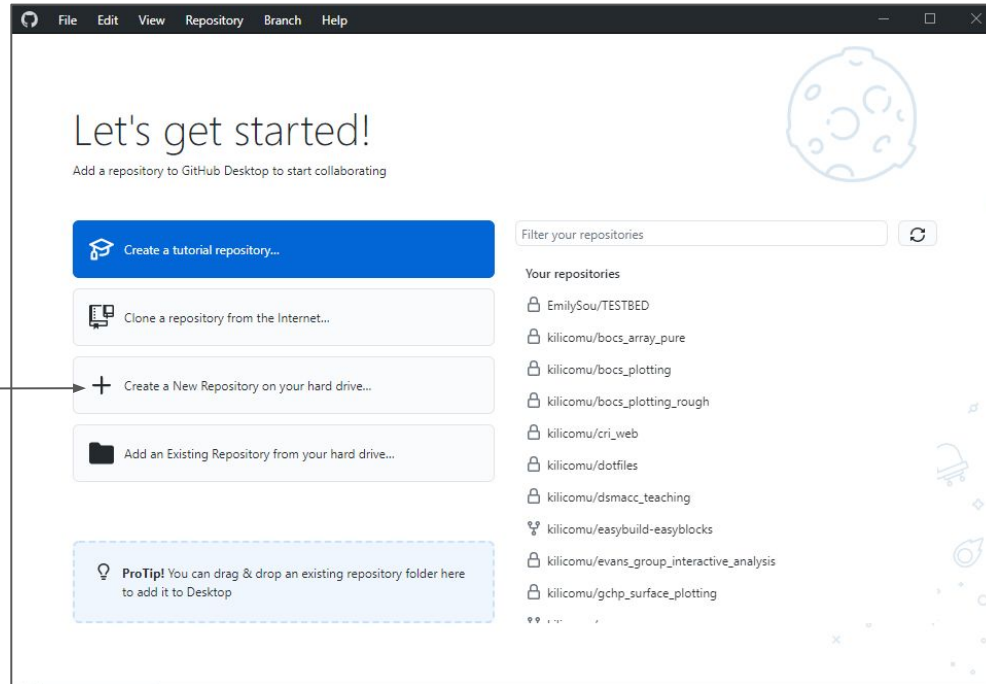 File Edit View Repository Branch Help
Let's get started!
Add a repository to GitHub Desktop to start collaborating
Create a tutorial repository...
Clone a repository from the Internet...
Create a New Repository on your hard drive...
Add an Existing Repository from your hard drive...
ProTip! You can drag & drop an existing repository folder here
to add it to Desktop
Filter your repositories
Your repositories
EmilySou/TESTBED
kilicomu/bocs_array_pure
kilicomu/bocs_plotting
kilicomu/bocs_plotting_rough
kilicomu/cri_web
kilicomu/dotfiles
kilicomu/dsmacc_teaching
kilicomu/easybuild-easyblocks
kilicomu/evans_group_interactive_analysis
kilicomu/gchp_surface_plotting